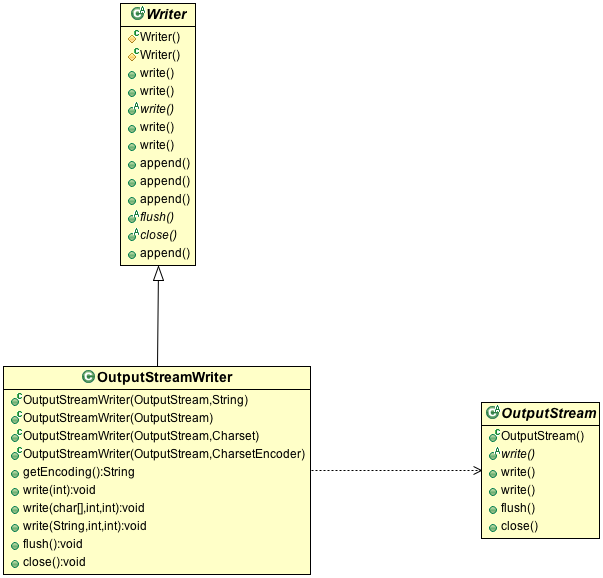 Writer
Writer()
Writer()
write()
write()
write()
write()
write()
append()
append()
append()
flush()
close()
append()
OutputStreamWriter
OutputStreamWriter(OutputStream,String)
OutputStreamWriter(OutputStream)
OutputStreamWriter(OutputStream,Charset)
OutputStreamWriter(OutputStream,CharsetEncoder)
getEncoding():String
write(int):void
write(char[],int,int):void
write(String,int,int):void
flush():void
close():void
OutputStream
OutputStream()
write()
write()
write()
flush()
close()